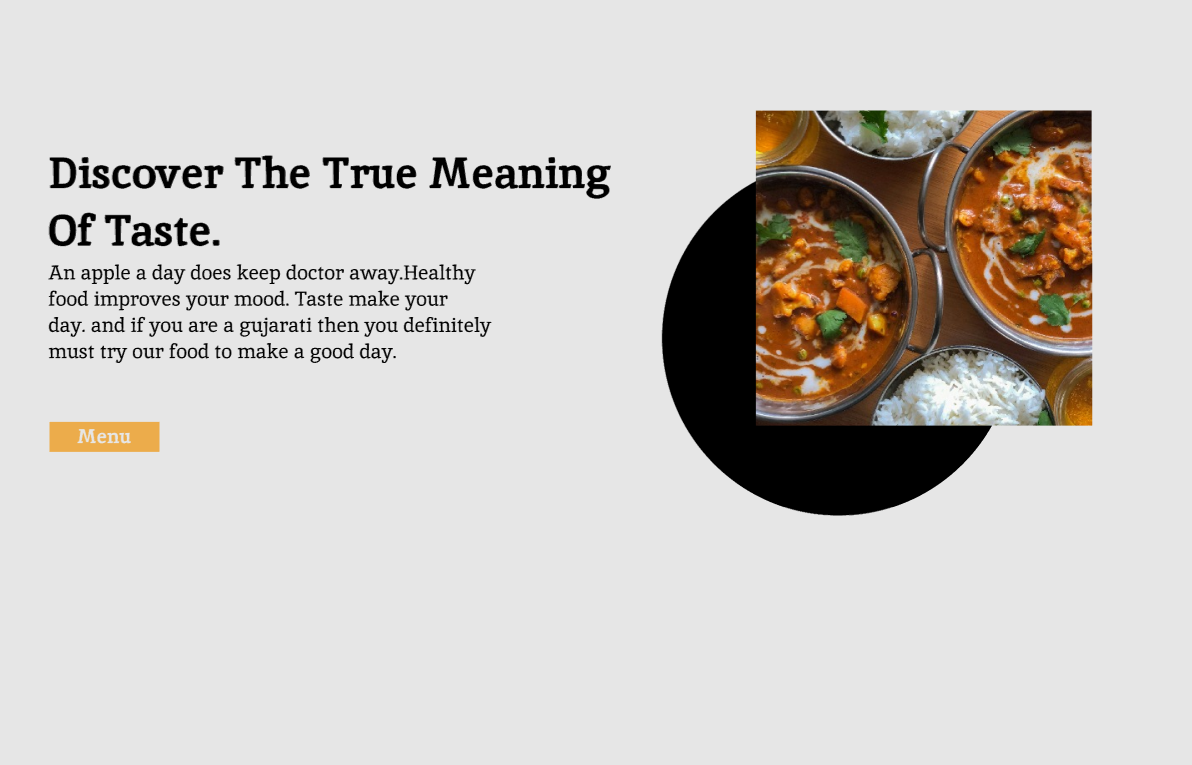 Discover The True Meaning
Of Taste.
An apple a day does keep doctor away.Healthy
food improves your mood. Taste make your
day. and if you are a gujarati then you definitely
must try our food to make a good day.
Menu